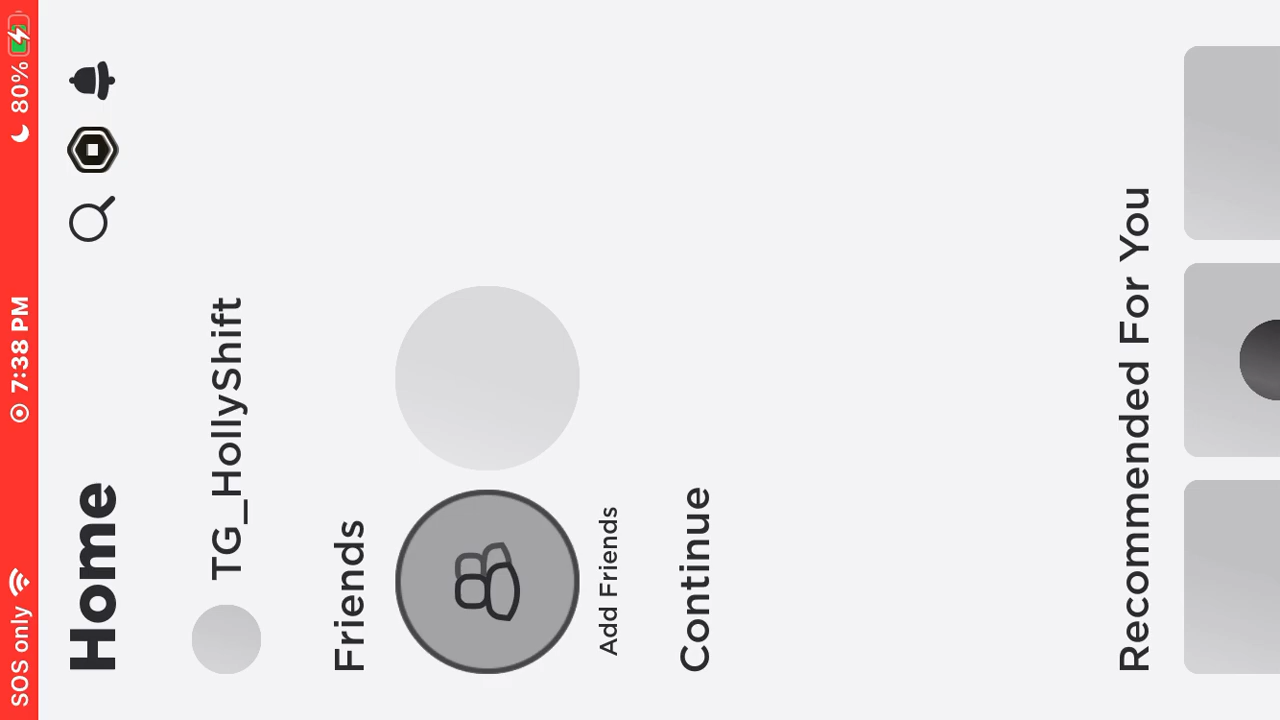 SOS only 7:38 PM 80%
Home
TG_HollyShift
Friends
Add Friends
Continue
Recommended For You